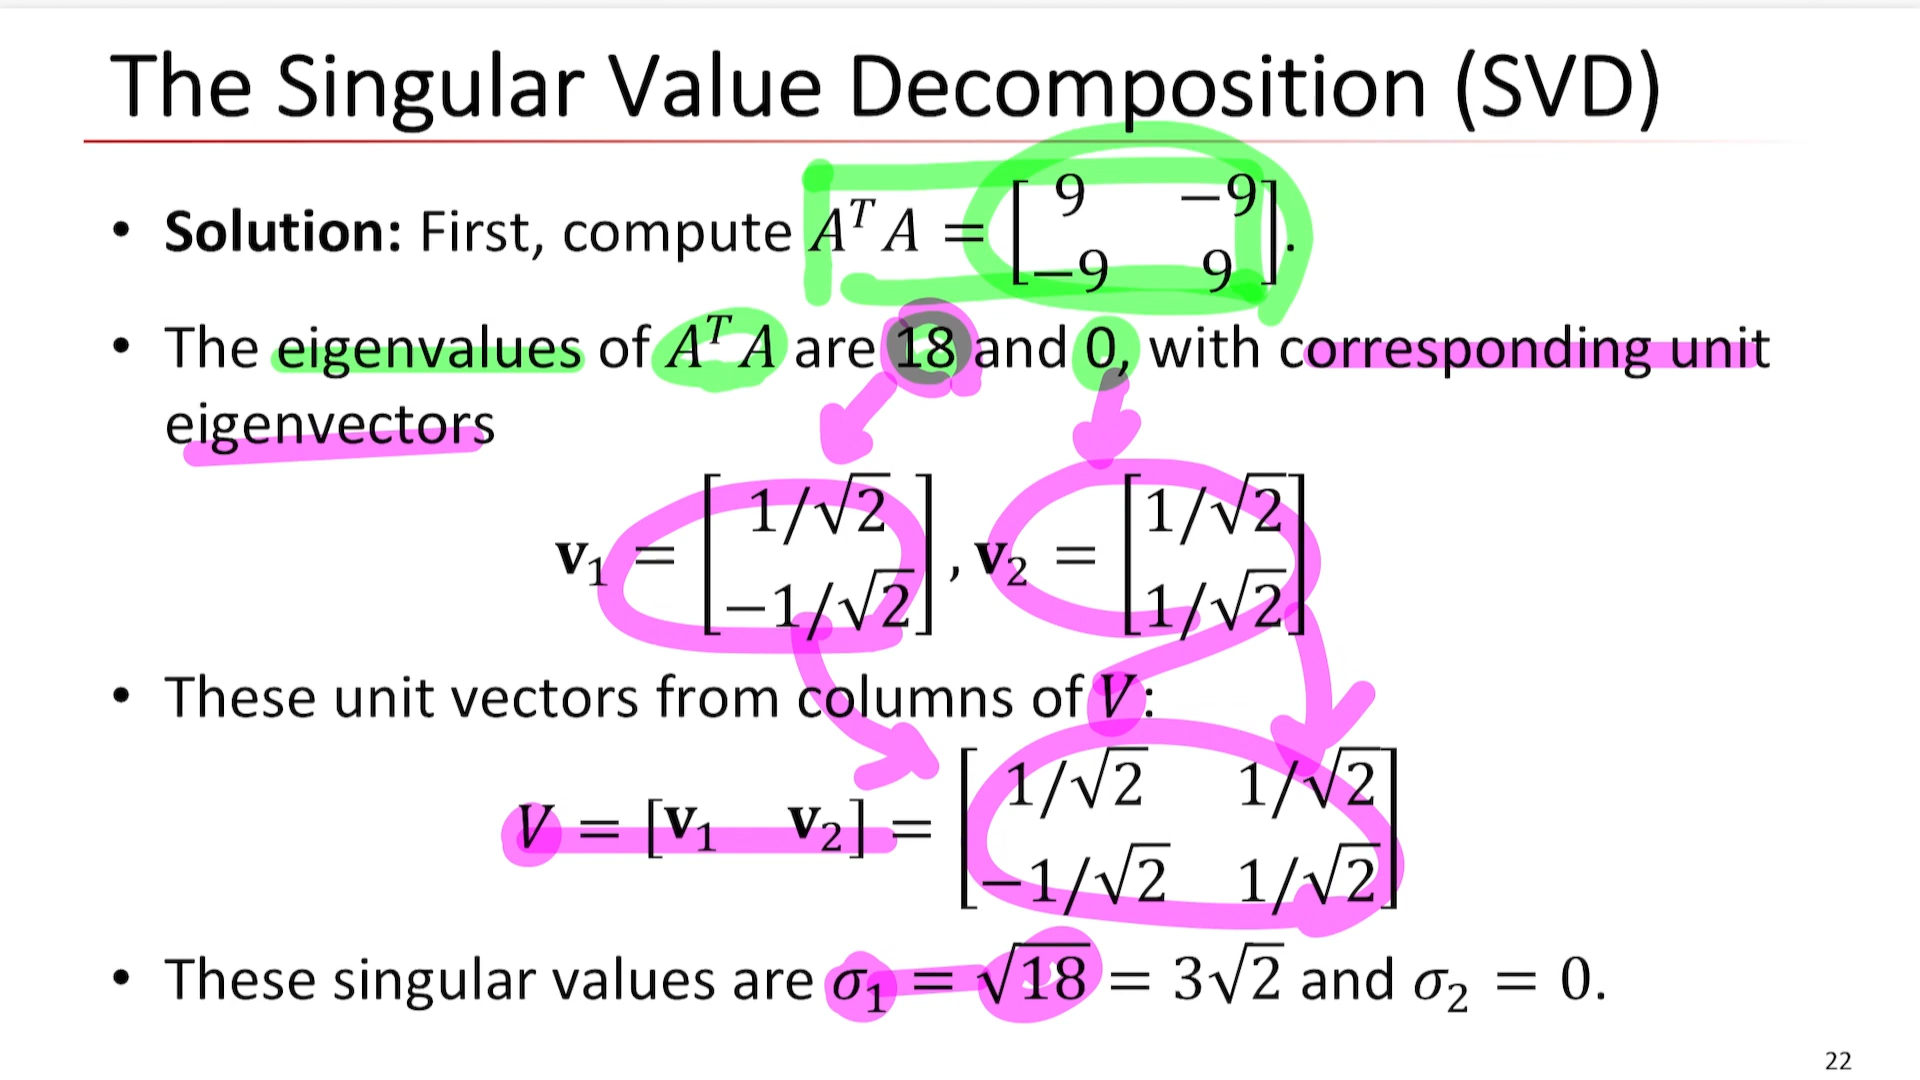 The Singular Value Decomposition (SVD)
• Solution: First, compute AᵀA = [9 −9; −9 9].
• The eigenvalues of AᵀA are 18 and 0, with corresponding unit
eigenvectors
v₁ = [1/√2; −1/√2], v₂ = [1/√2; 1/√2]
• These unit vectors from columns of V:
V = [v₁ v₂] = [1/√2 1/√2; −1/√2 1/√2]
• These singular values are σ₁ = √18 = 3√2 and σ₂ = 0.
22